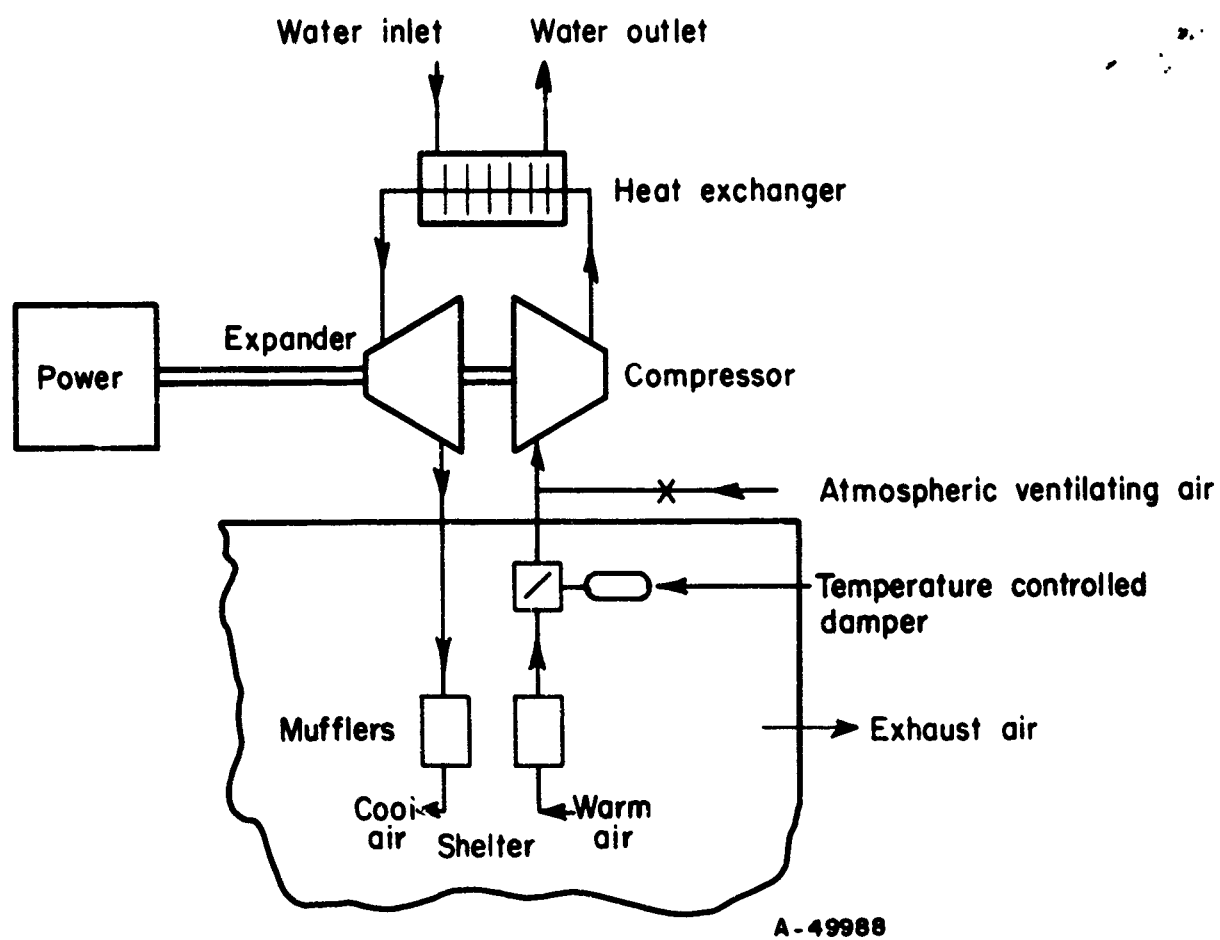 Water inlet Water outlet
Heat exchanger
Expander
Power
Compressor
Atmospheric ventilating air
Temperature controlled
damper
Mufflers
Exhaust air
Cool Warm
air air
Shelter
A-49988